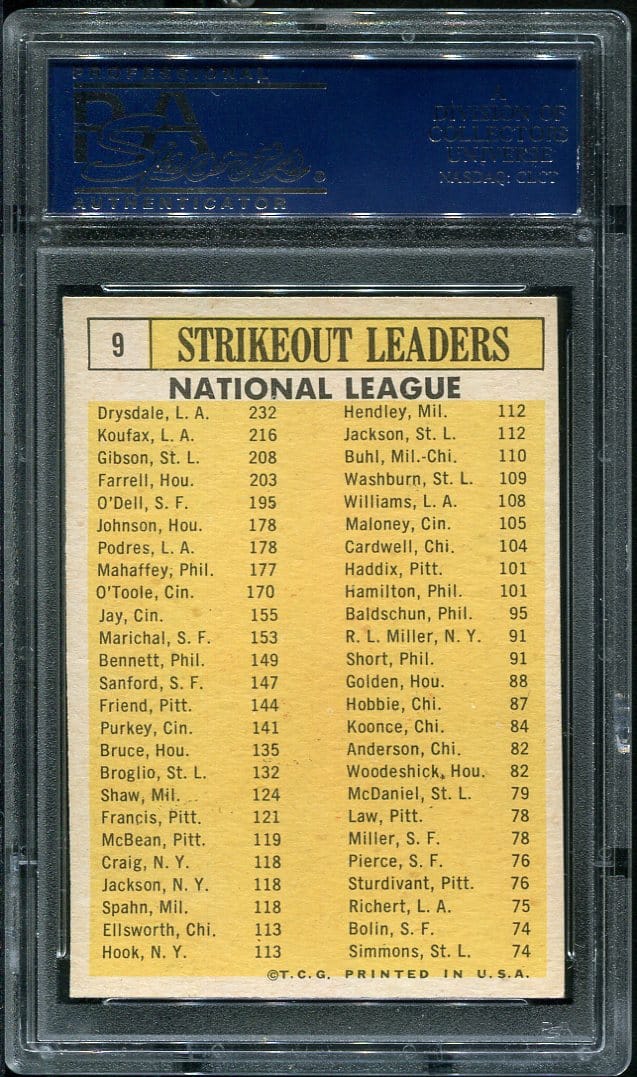 PROFESSIONAL
PSA
Sports
AUTHENTICATOR
A
DIVISION OF
COLLECTORS
UNIVERSE
NASDAQ: CLCT
9 STRIKEOUT LEADERS
NATIONAL LEAGUE
Drysdale, L. A. 232
Koufax, L. A. 216
Gibson, St. L. 208
Farrell, Hou. 203
O'Dell, S. F. 195
Johnson, Hou. 178
Podres, L. A. 178
Mahaffey, Phil. 177
O'Toole, Cin. 170
Jay, Cin. 155
Marichal, S. F. 153
Bennett, Phil. 149
Sanford, S. F. 147
Friend, Pitt. 144
Purkey, Cin. 141
Bruce, Hou. 135
Broglio, St. L. 132
Shaw, Mil. 124
Francis, Pitt. 121
McBean, Pitt. 119
Craig, N. Y. 118
Jackson, N. Y. 118
Spahn, Mil. 118
Ellsworth, Chi. 113
Hook, N. Y. 113
Hendley, Mil. 112
Jackson, St. L. 112
Buhl, Mil.-Chi. 110
Washburn, St. L. 109
Williams, L. A. 108
Maloney, Cin. 105
Cardwell, Chi. 104
Haddix, Pitt. 101
Hamilton, Phil. 101
Baldschun, Phil. 95
R. L. Miller, N. Y. 91
Short, Phil. 91
Golden, Hou. 88
Hobbie, Chi. 87
Koonce, Chi. 84
Anderson, Chi. 82
Woodeshick, Hou. 82
McDaniel, St. L. 79
Law, Pitt. 78
Miller, S. F. 78
Pierce, S. F. 76
Sturdivant, Pitt. 76
Richert, L. A. 75
Bolin, S. F. 74
Simmons, St. L. 74
©T.C.G. PRINTED IN U.S.A.
PSA